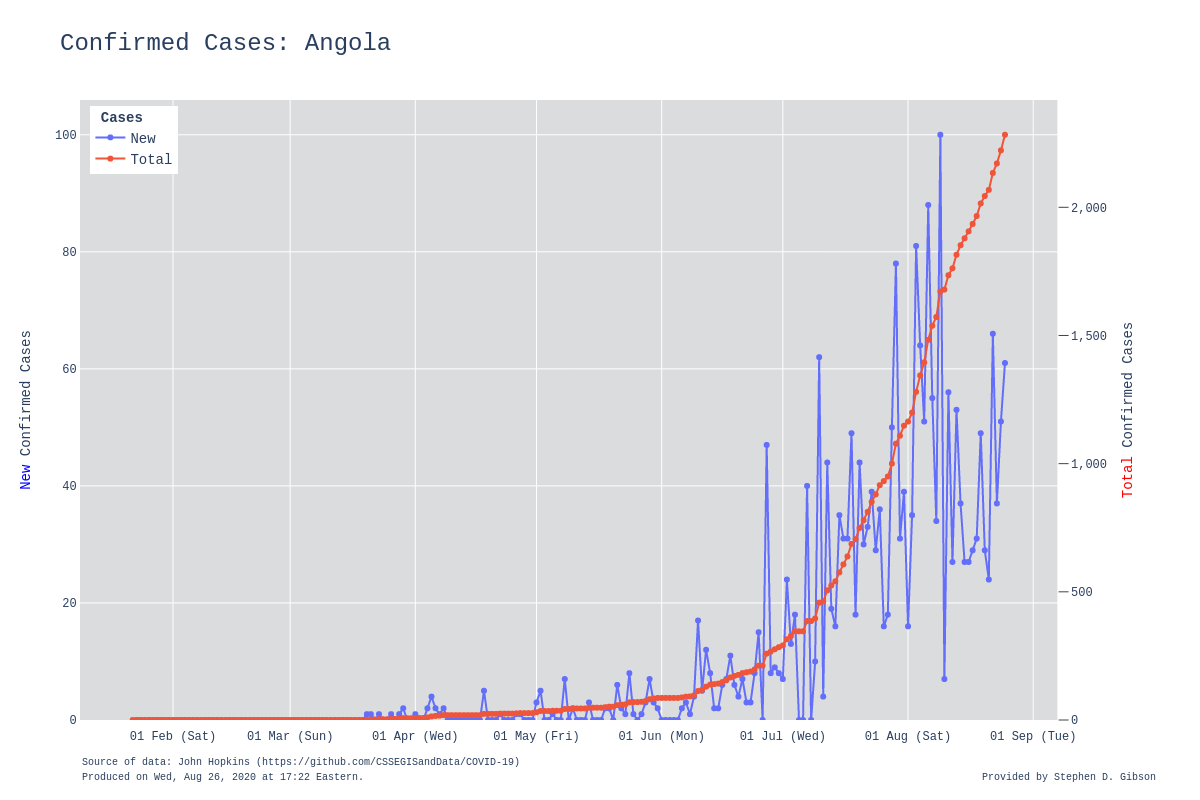 Confirmed Cases: Angola
Cases
New
Total
100
80
60
40
20
0
2,000
1,500
1,000
500
0
New Confirmed Cases
Total Confirmed Cases
01 Feb (Sat)
01 Mar (Sun)
01 Apr (Wed)
01 May (Fri)
01 Jun (Mon)
01 Jul (Wed)
01 Aug (Sat)
01 Sep (Tue)
Source of data: John Hopkins (https://github.com/CSSEGISandData/COVID-19)
Produced on Wed, Aug 26, 2020 at 17:22 Eastern.
Provided by Stephen D. Gibson